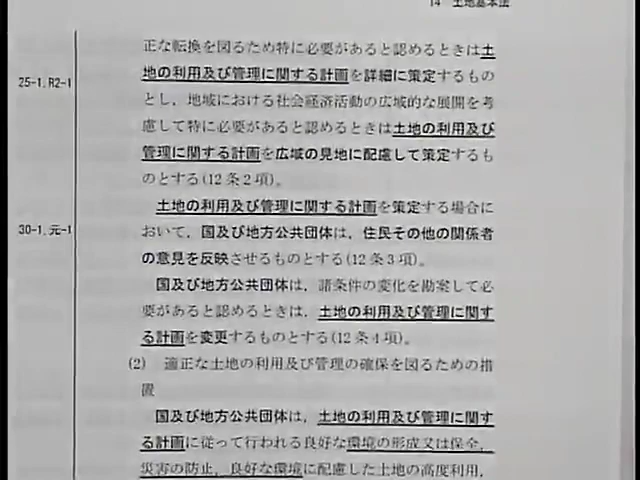 14 土地基本法
正な転換を図るため特に必要があると認めるときは土
地の利用及び管理に関する計画を詳細に策定するもの
25-1, R2-1
とし，地域における社会経済活動の広域的な展開を考
慮して特に必要があると認めるときは土地の利用及び
管理に関する計画を広域の見地に配慮して策定するも
のとする(12条2項)。
土地の利用及び管理に関する計画を策定する場合に
30-1, 元-1
おいて，国及び地方公共団体は，住民その他の関係者
の意見を反映させるものとする(12条3項)。
国及び地方公共団体は，諸条件の変化を勘案して必
要があると認めるときは，土地の利用及び管理に関す
る計画を変更するものとする(12条4項)。
(2) 適正な土地の利用及び管理の確保を図るための措
置
国及び地方公共団体は，土地の利用及び管理に関す
る計画に従って行われる良好な環境の形成又は保全，
災害の防止，良好な環境に配慮した土地の高度利用，